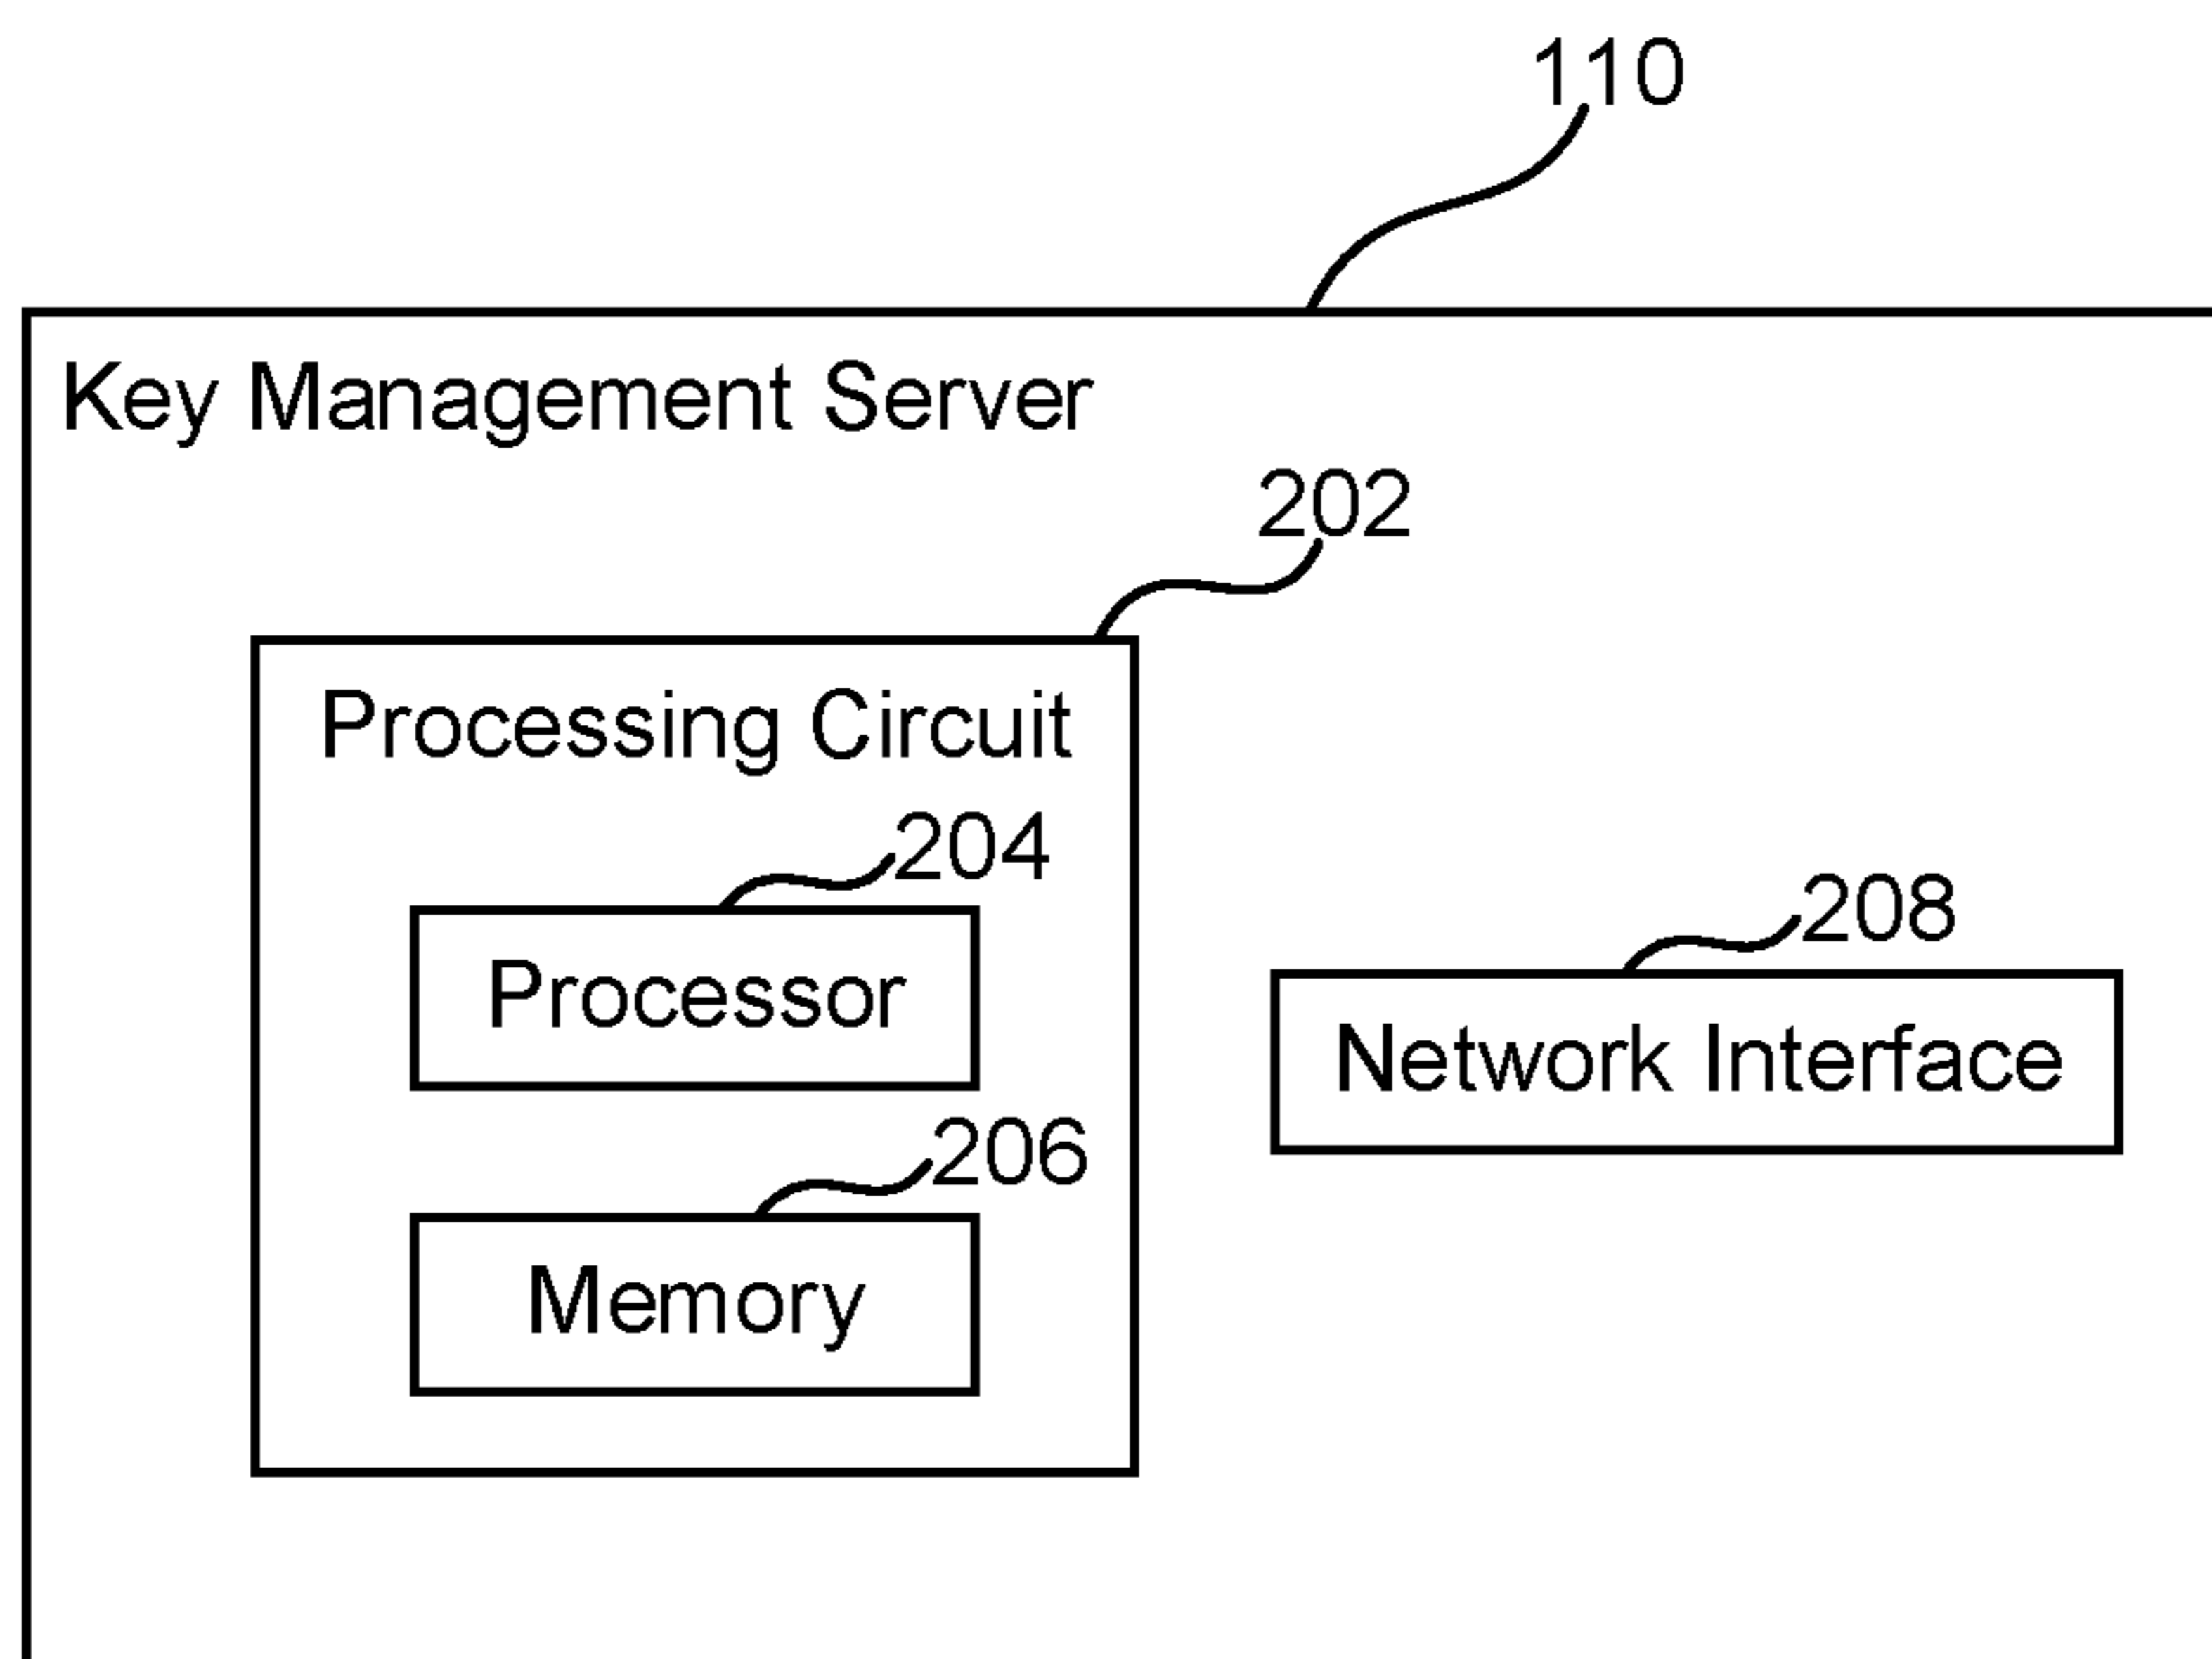 110
Key Management Server
202
Processing Circuit
204
Processor
208
Network Interface
206
Memory